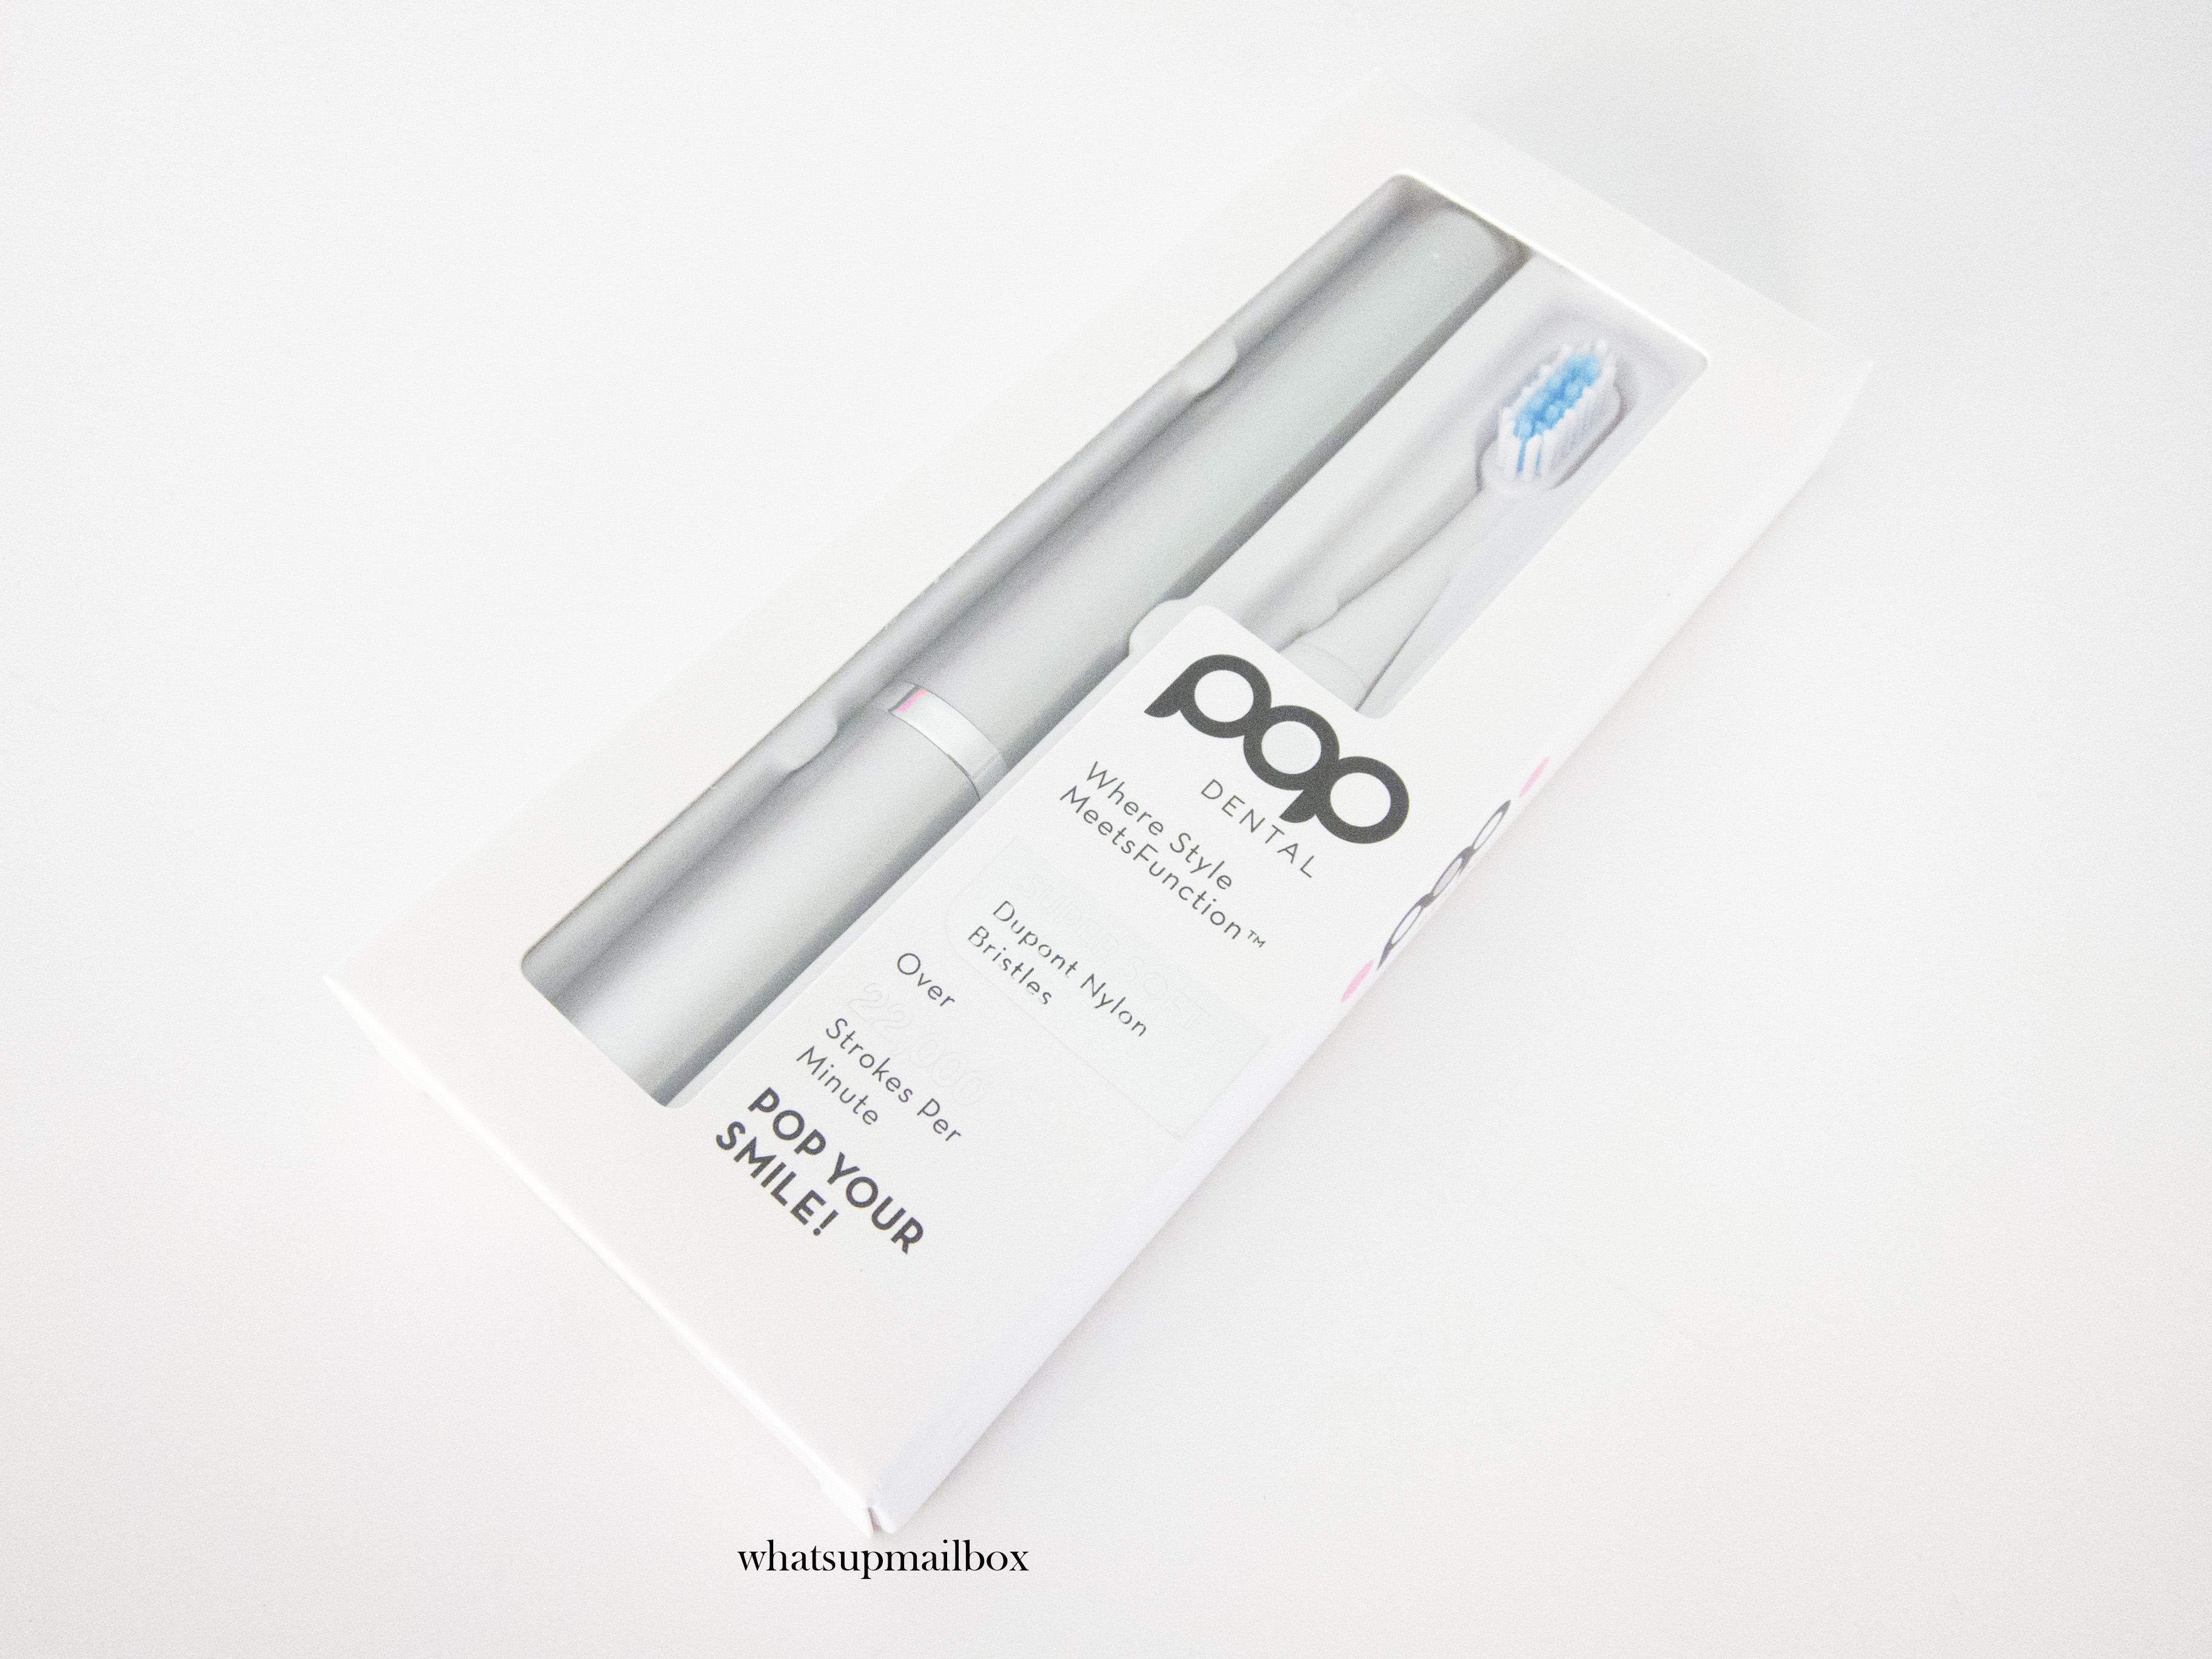 pop
DENTAL
Where Style
MeetsFunction™
SUPER SOFT
Dupont Nylon
Bristles
Over
22,000
Strokes Per
Minute
POP YOUR
SMILE!
pop
whatsupmailbox